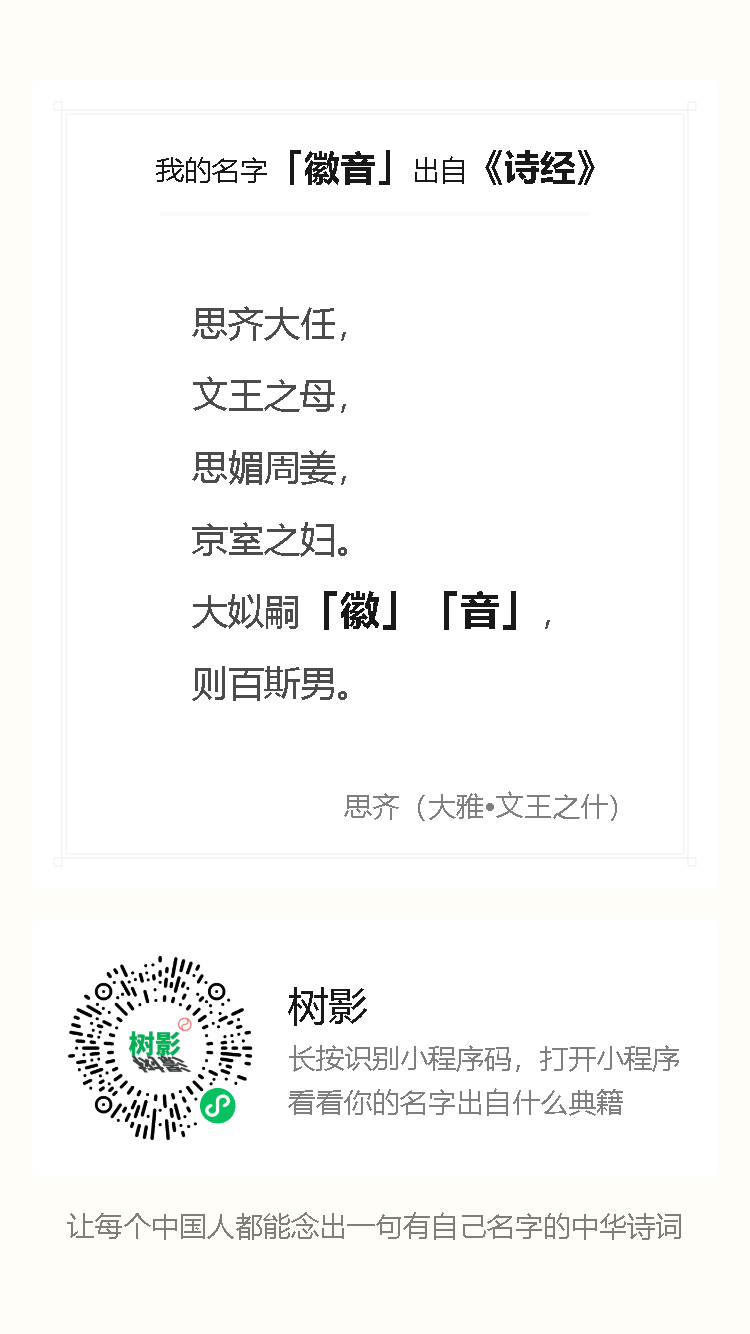 我的名字「徽音」出自《诗经》
思齐大任，
文王之母，
思媚周姜，
京室之妇。
大姒嗣「徽」「音」，
则百斯男。
思齐（大雅•文王之什）
树影
树影
长按识别小程序码，打开小程序
看看你的名字出自什么典籍
让每个中国人都能念出一句有自己名字的中华诗词